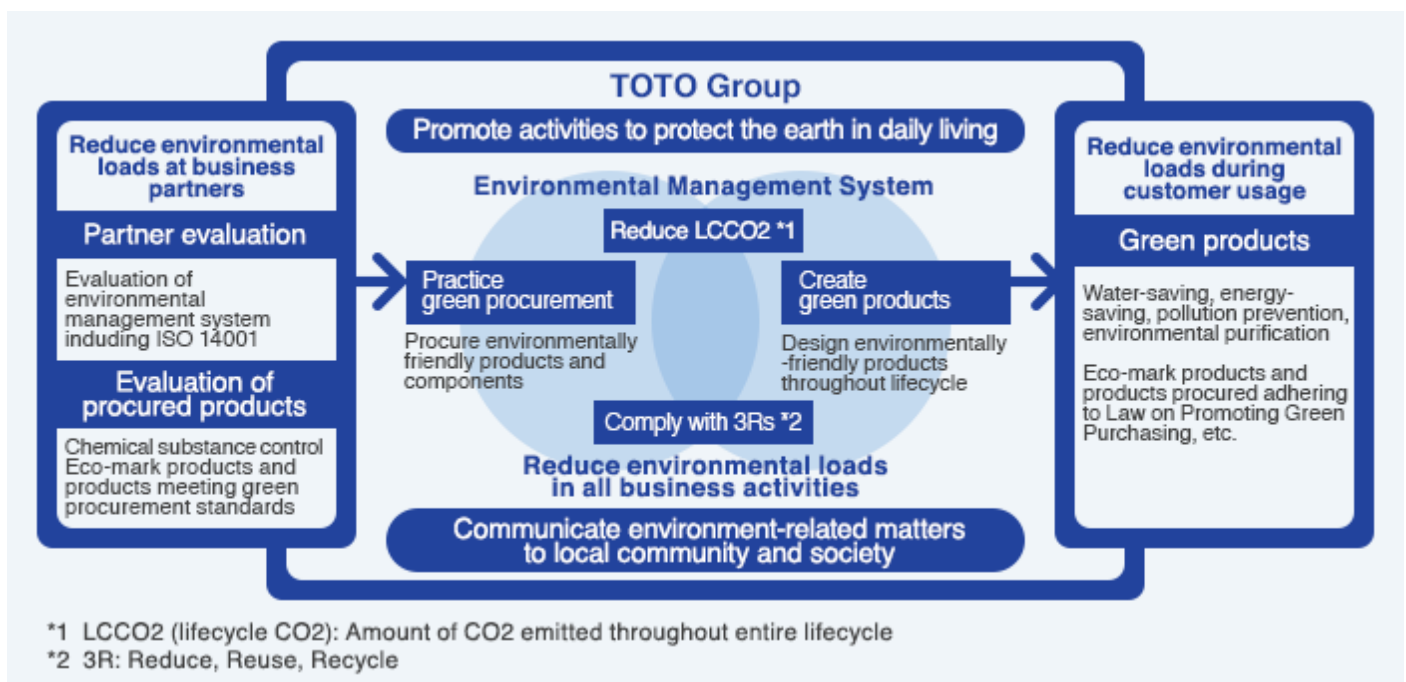 TOTO Group
Promote activities to protect the earth in daily living
Reduce environmental
loads at business
partners
Partner evaluation
Evaluation of
environmental
management system
induding ISO 14001
Evaluation of
procured products
Chemical substance control
Eco-mark products and
products meeting green
procurement standards
Environmental Management System
Reduce LCCO2 *1
Practice
green procurement
Procure environmentally
friendly products and
components
Create
green products
Design environmentally
-friendly products
throughout lifecycle
Comply with 3Rs *2
Reduce environmental loads
in all business activities
Communicate environment-related matters
to local community and society
Reduce environmental
loads during
customer usage
Green products
Water-saving, energy-
saving, pollution prevention,
environmental purification
Eco-mark products and
products procured adhering
to Law on Promoting Green
Purchasing, etc.
*1 LCCO2 (lifecycle CO2): Amount of CO2 emitted throughout entire lifecycle
*2 3R: Reduce, Reuse, Recycle